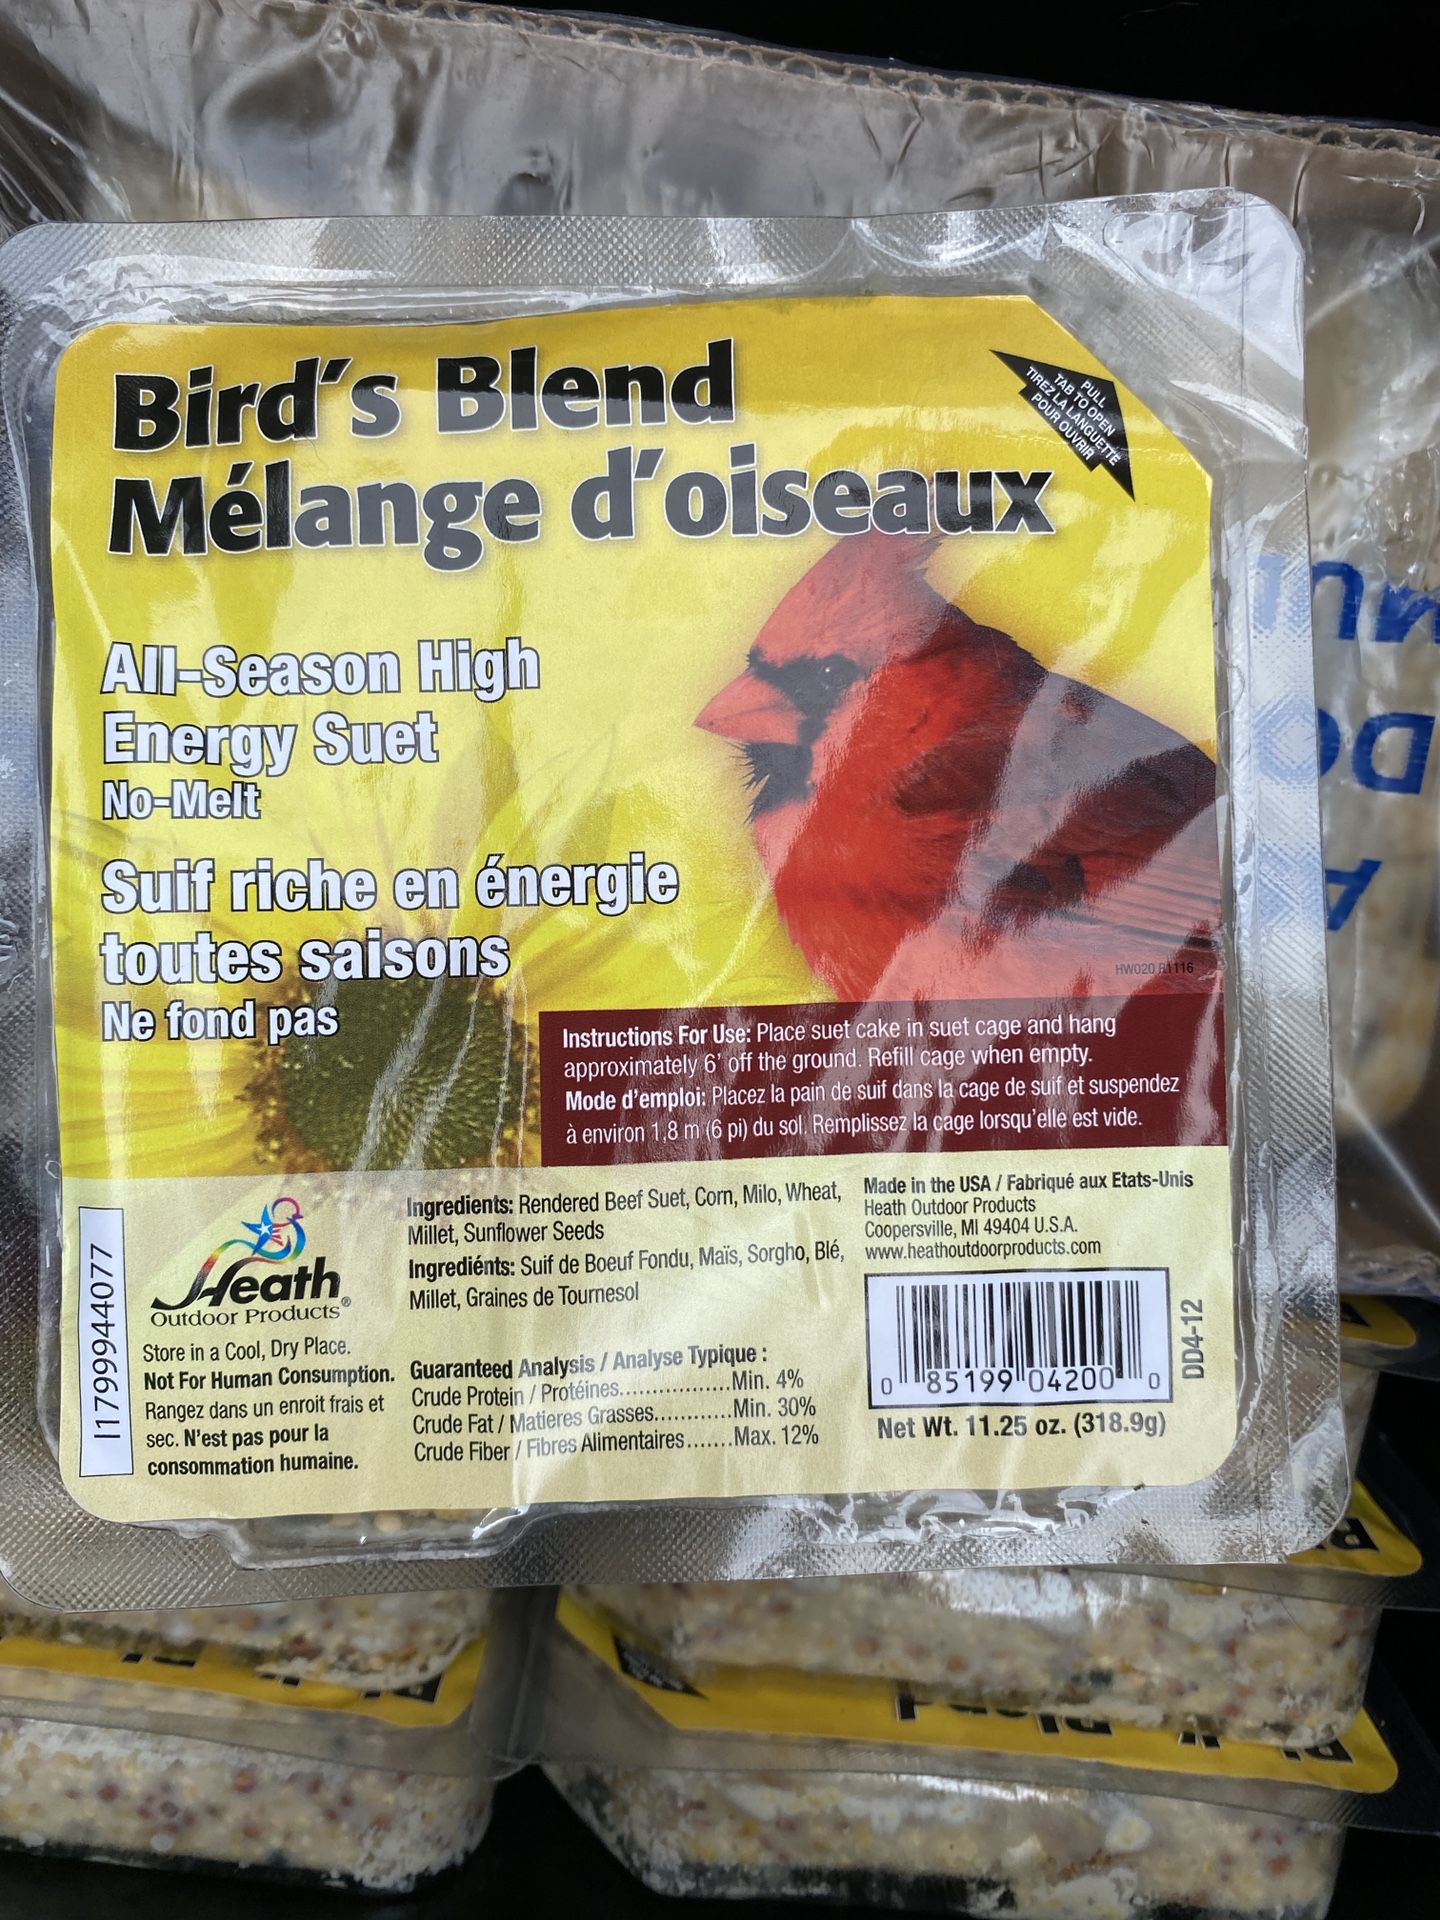 Bird's Blend
Mélange d'oiseaux
PULL
TAB TO OPEN
TIREZ LA LANGUETTE
POUR OUVRIR
All-Season High
Energy Suet
No-Melt
Suif riche en énergie
toutes saisons
Ne fond pas
HW020 R1116
Instructions For Use: Place suet cake in suet cage and hang
approximately 6' off the ground. Refill cage when empty.
Mode d'emploi: Placez la pain de suif dans la cage de suif et suspendez
à environ 1,8 m (6 pi) du sol. Remplissez la cage lorsqu'elle est vide.
I1799944077
Heath
Outdoor Products®
Store in a Cool, Dry Place.
Not For Human Consumption.
Rangez dans un enroit frais et
sec. N'est pas pour la
consommation humaine.
Ingredients: Rendered Beef Suet, Corn, Milo, Wheat,
Millet, Sunflower Seeds
Ingrediénts: Suif de Boeuf Fondu, Maïs, Sorgho, Blé,
Millet, Graines de Tournesol
Guaranteed Analysis / Analyse Typique :
Crude Protein / Protéines................Min. 4%
Crude Fat / Matieres Grasses............Min. 30%
Crude Fiber / Fibres Alimentaires.......Max. 12%
Made in the USA / Fabriqué aux Etats-Unis
Heath Outdoor Products
Coopersville, MI 49404 U.S.A.
www.heathoutdoorproducts.com
0 85199 04200 0
DD4-12
Net Wt. 11.25 oz. (318.9g)